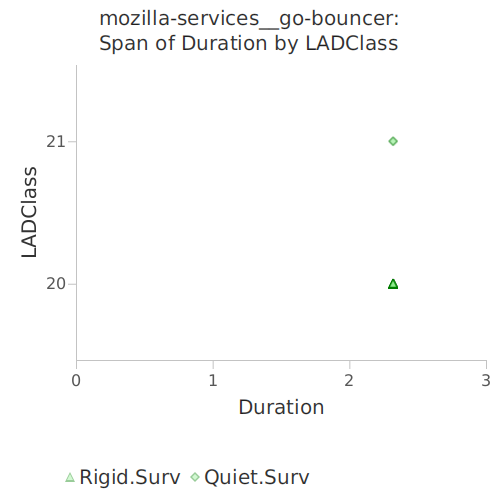 mozilla-services__go-bouncer:
Span of Duration by LADClass
LADClass
21
20
0 1 2 3
Duration
Rigid.Surv Quiet.Surv